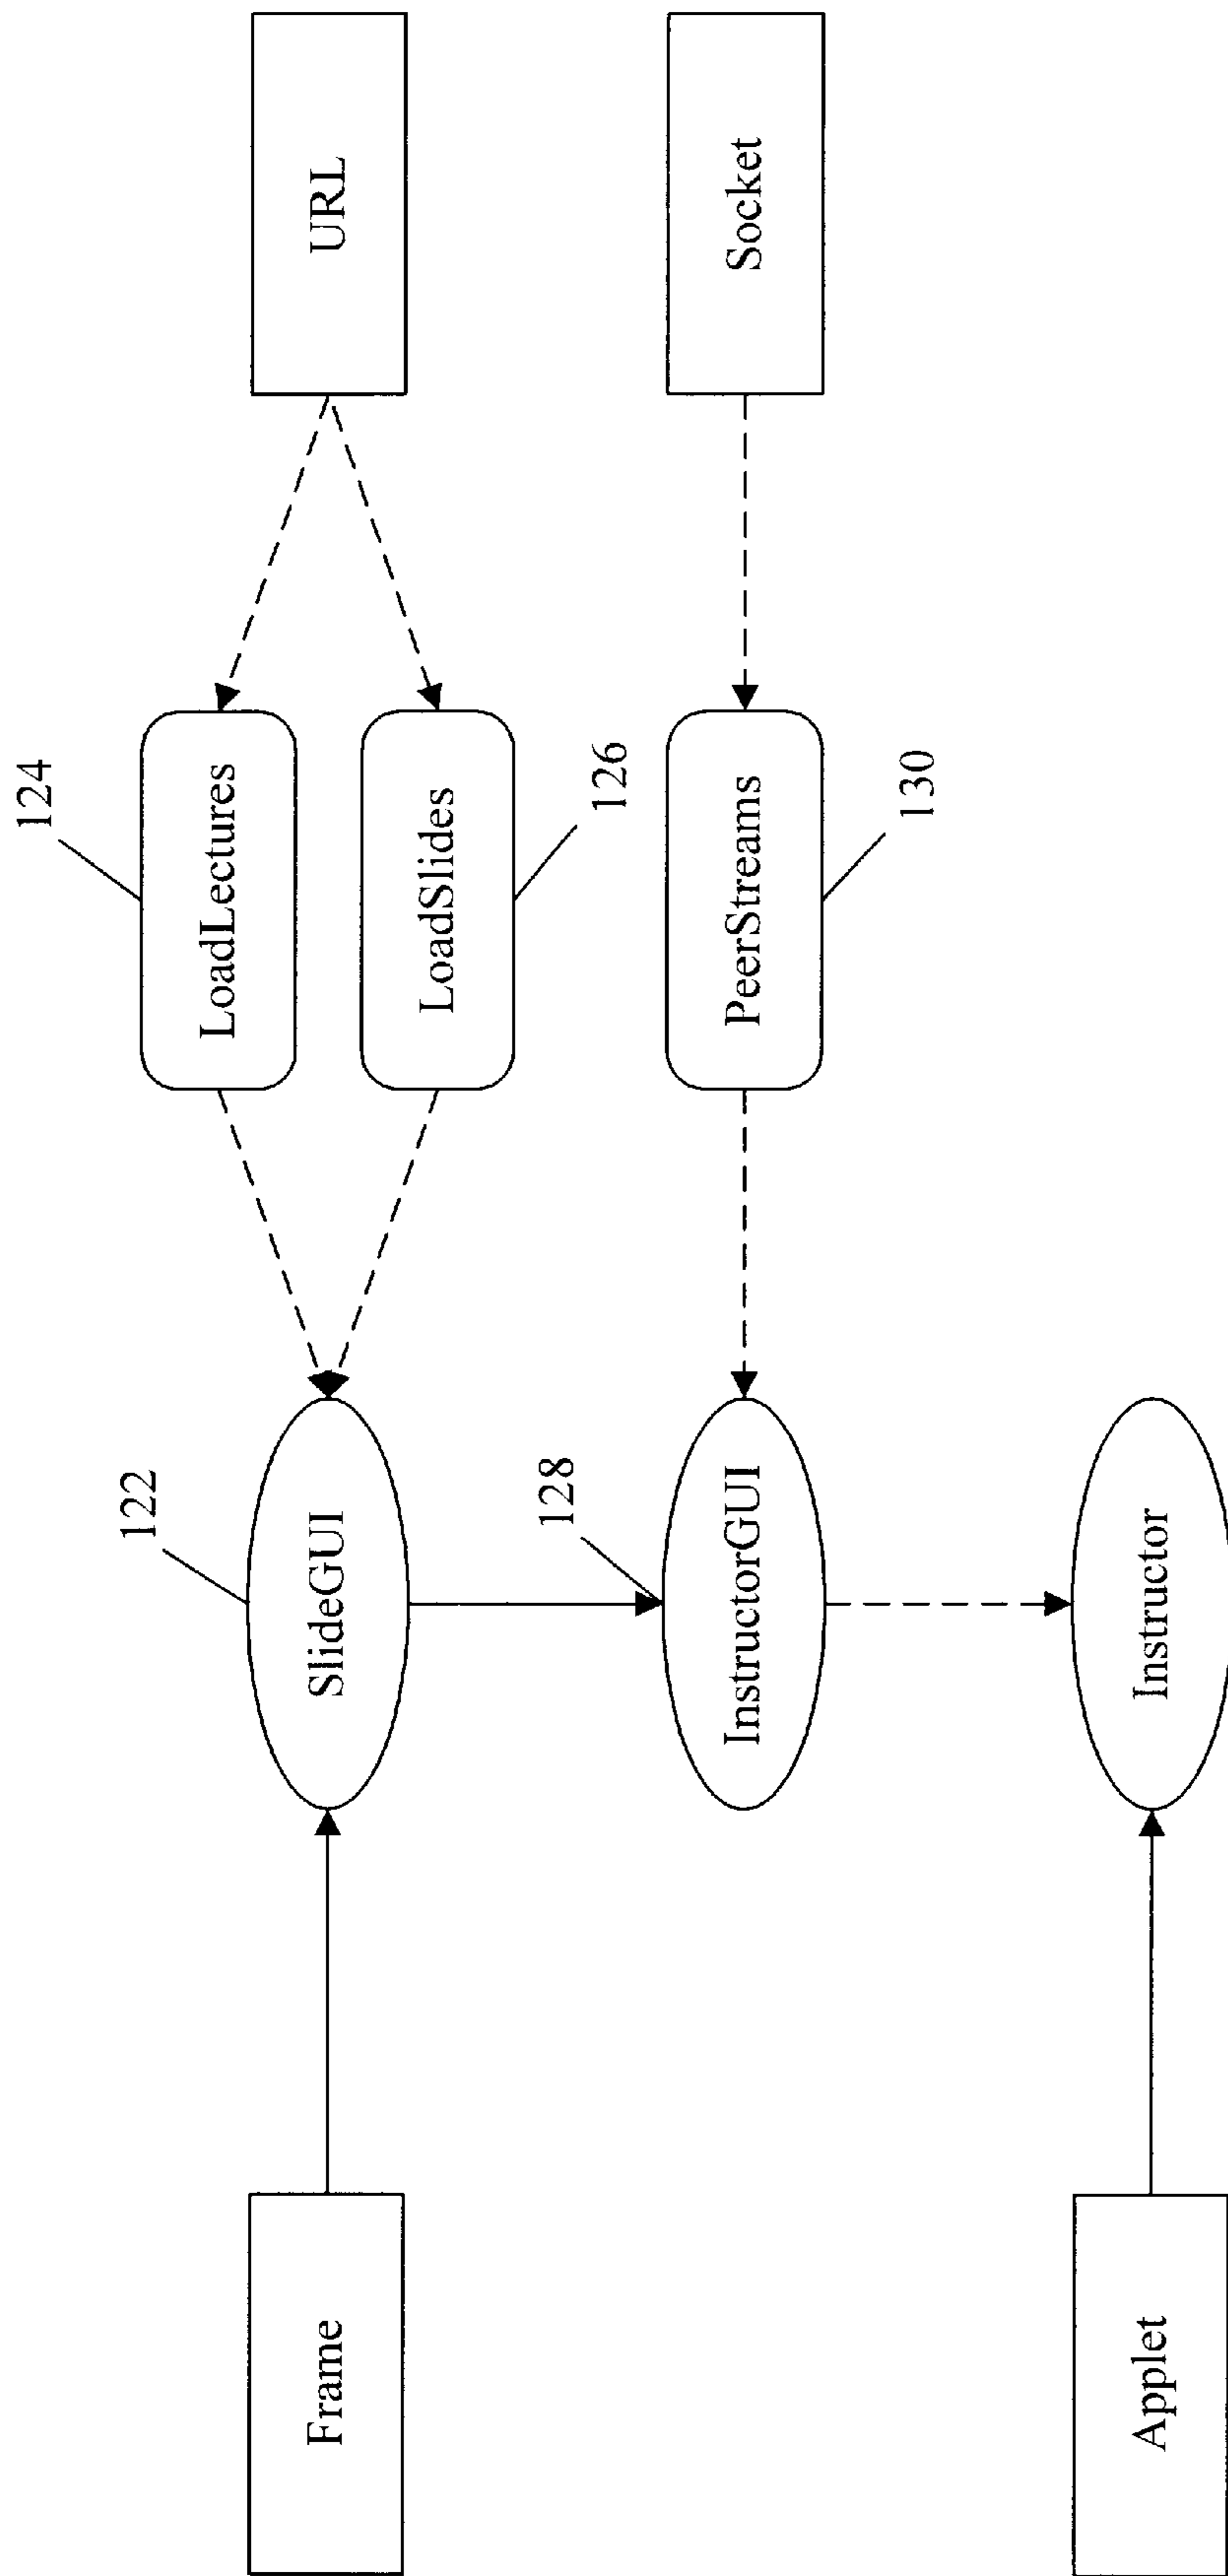 124
LoadLectures
URL
122
SlideGUI
Frame
LoadSlides
126
128
InstructorGUI
PeerStreams
130
Socket
Instructor
Applet